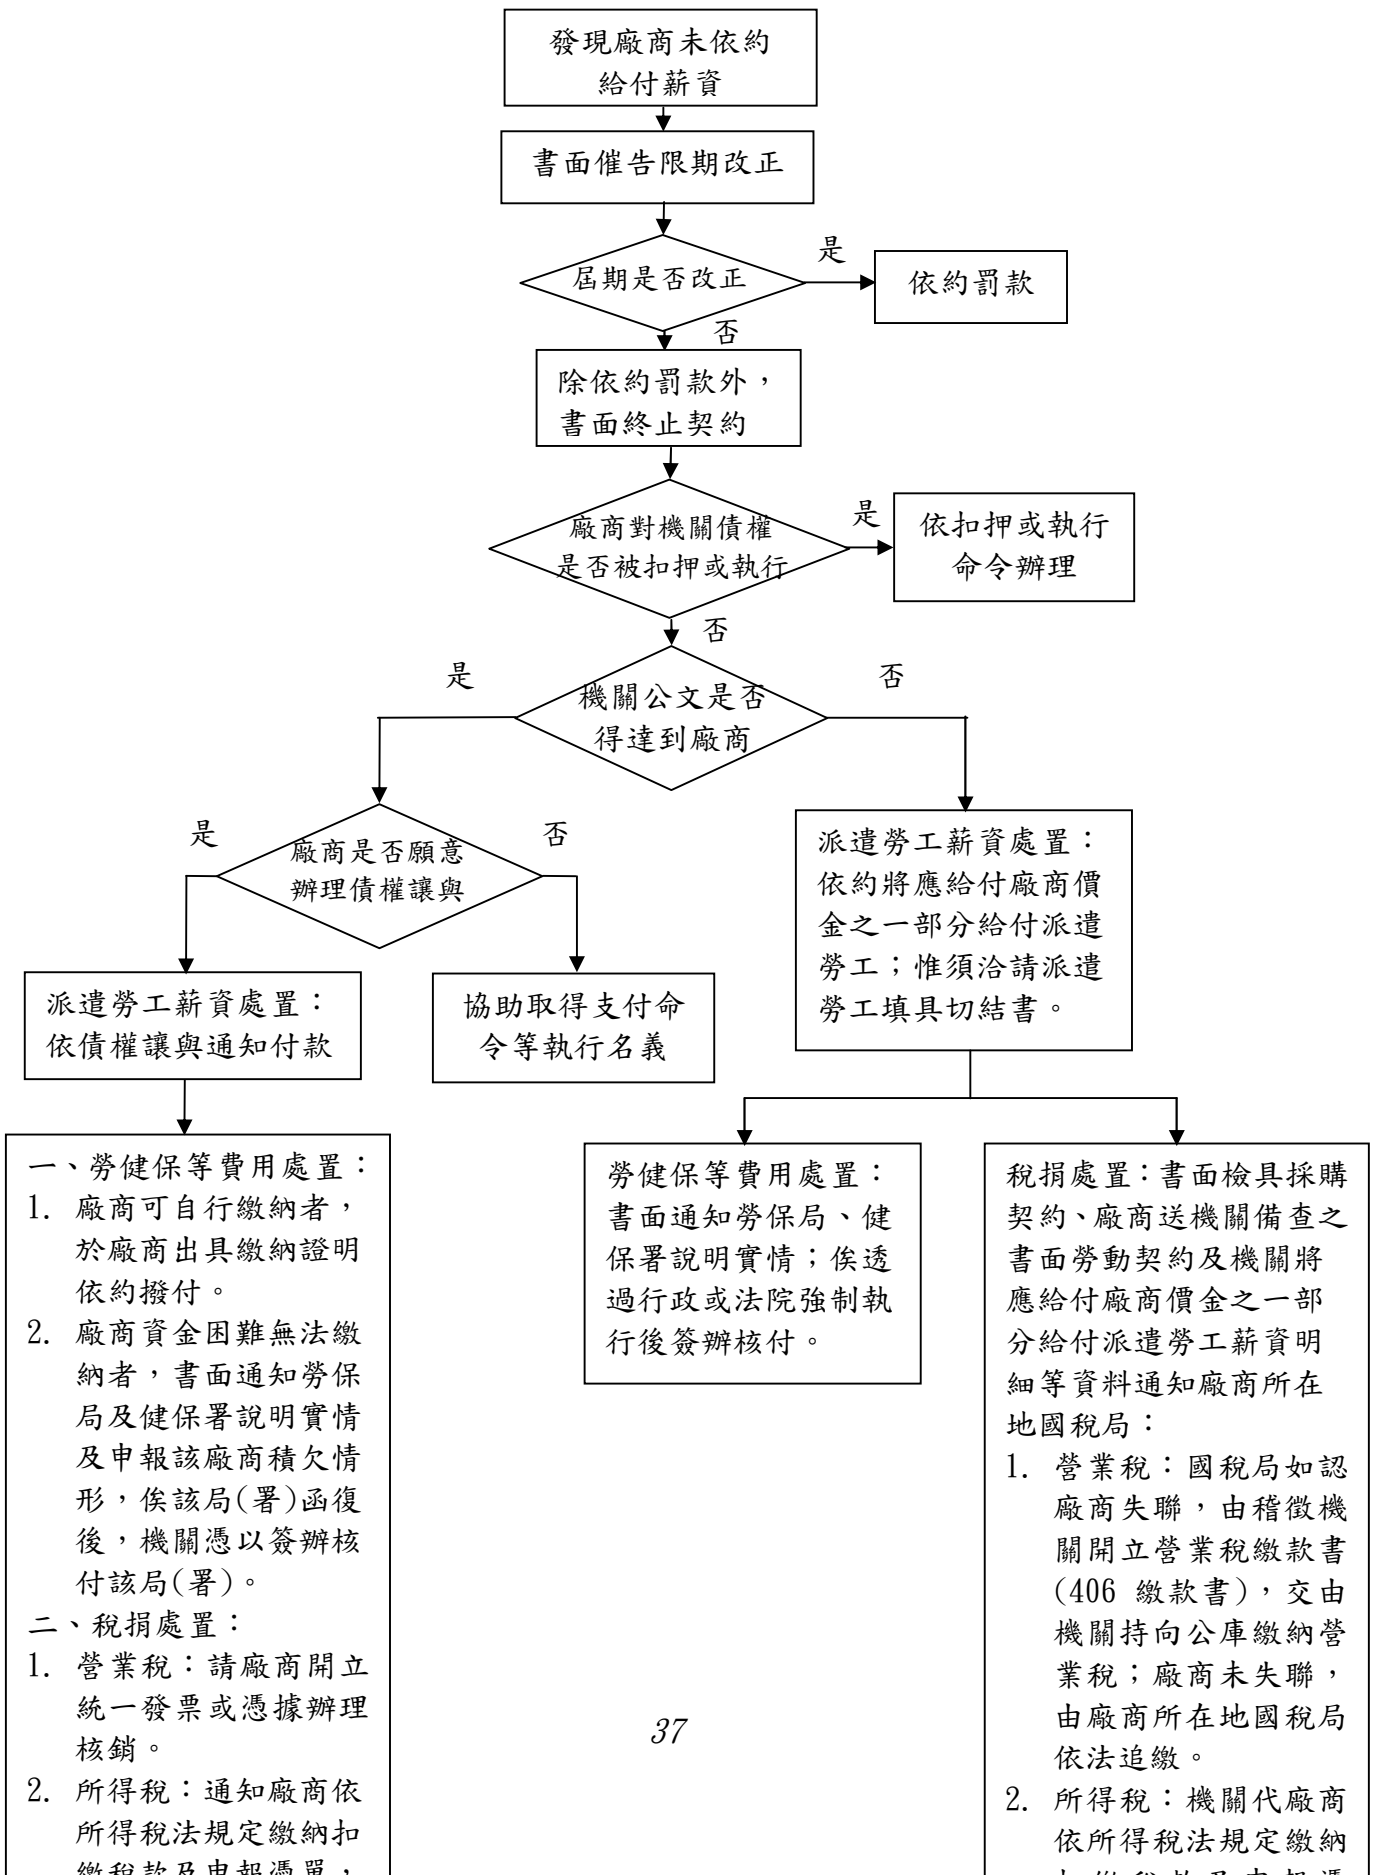 發現廠商未依約
給付薪資
書面催告限期改正
屆期是否改正
是
依約罰款
否
除依約罰款外，
書面終止契約
廠商對機關債權
是否被扣押或執行
是
依扣押或執行
命令辦理
否
機關公文是否
得達到廠商
是
否
廠商是否願意
辦理債權讓與
是
否
派遣勞工薪資處置：
依約將應給付廠商價
金之一部分給付派遣
勞工；惟須洽請派遣
勞工填具切結書。
派遣勞工薪資處置：
依債權讓與通知付款
協助取得支付命
令等執行名義
一、勞健保等費用處置：
1. 廠商可自行繳納者，
於廠商出具繳納證明
依約撥付。
2. 廠商資金困難無法繳
納者，書面通知勞保
局及健保署說明實情
及申報該廠商積欠情
形，俟該局(署)函復
後，機關憑以簽辦核
付該局(署)。
二、稅捐處置：
1. 營業稅：請廠商開立
統一發票或憑據辦理
核銷。
2. 所得稅：通知廠商依
所得稅法規定繳納扣
繳稅款及申報憑單，
勞健保等費用處置：
書面通知勞保局、健
保署說明實情；俟透
過行政或法院強制執
行後簽辦核付。
稅捐處置：書面檢具採購
契約、廠商送機關備查之
書面勞動契約及機關將
應給付廠商價金之一部
分給付派遣勞工薪資明
細等資料通知廠商所在
地國稅局：
1. 營業稅：國稅局如認
廠商失聯，由稽徵機
關開立營業稅繳款書
(406 繳款書)，交由
機關持向公庫繳納營
業稅；廠商未失聯，
由廠商所在地國稅局
依法追繳。
2. 所得稅：機關代廠商
依所得稅法規定繳納
扣繳稅款及申報憑
37